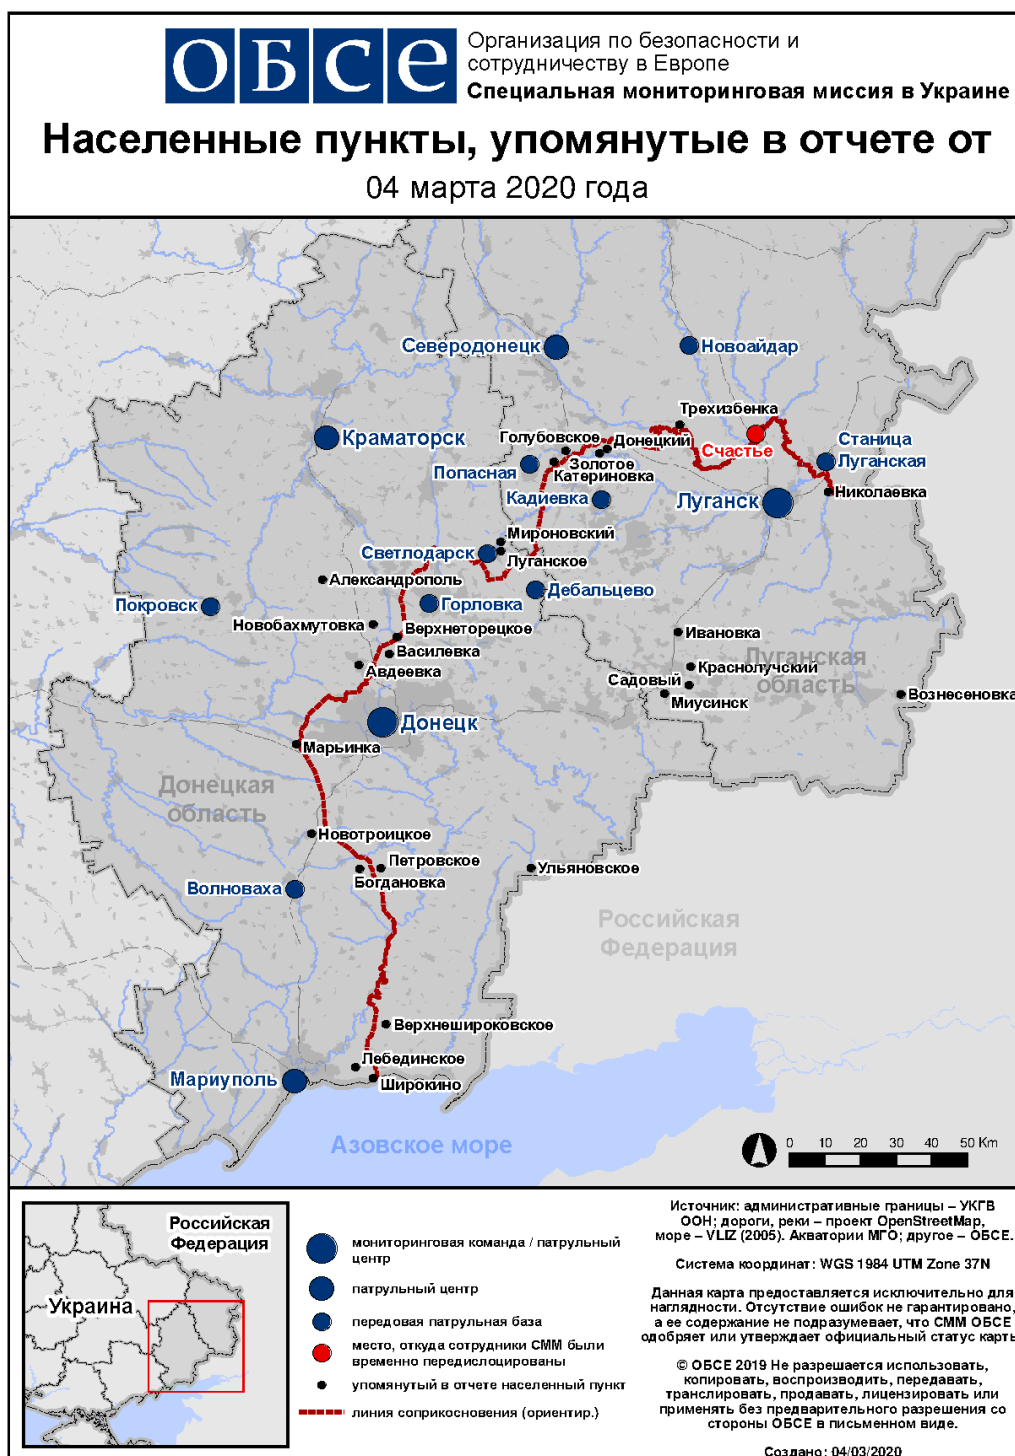 ОБСЕ
Организация по безопасности и
сотрудничеству в Европе
Специальная мониторинговая миссия в Украине
Населенные пункты, упомянутые в отчете от
04 марта 2020 года
Северодонецк
Новоайдар
Трехизбенка
Краматорск
Голубовское
Донецкий
Счастье
Станица
Луганская
Попасная
Золотое
Катериновка
Кадиевка
Луганск
Николаевка
Мироновский
Светлодарск
Луганское
Александрополь
Дебальцево
Покровск
Горловка
Новобахмутовка
Верхнеторецкое
Ивановка
Василевка
Авдеевка
Луганская
область
Краснолучский
Садовый
Миусинск
Вознесеновка
Донецк
Марьинка
Донецкая
область
Новотроицкое
Петровское
Богдановка
Ульяновское
Волноваха
Российская
Федерация
Верхнешироковское
Лебединское
Мариуполь
Широкино
Азовское море
0 10 20 30 40 50 Km
Российская
Федерация
Украина
мониторинговая команда / патрульный
центр
патрульный центр
передовая патрульная база
место, откуда сотрудники СММ были
временно передислоцированы
упомянутый в отчете населенный пункт
линия соприкосновения (ориентир.)
Источник: административные границы – УКГВ
ООН; дороги, реки – проект OpenStreetMap,
море – VLIZ (2005). Акватории МГО; другое – ОБСЕ.
Система координат: WGS 1984 UTM Zone 37N
Данная карта предоставляется исключительно для
наглядности. Отсутствие ошибок не гарантировано,
а ее содержание не подразумевает, что СММ ОБСЕ
одобряет или утверждает официальный статус карты
© ОБСЕ 2019 Не разрешается использовать,
копировать, воспроизводить, передавать,
транслировать, продавать, лицензировать или
применять без предварительного разрешения со
стороны ОБСЕ в письменном виде.
Создано: 04/03/2020